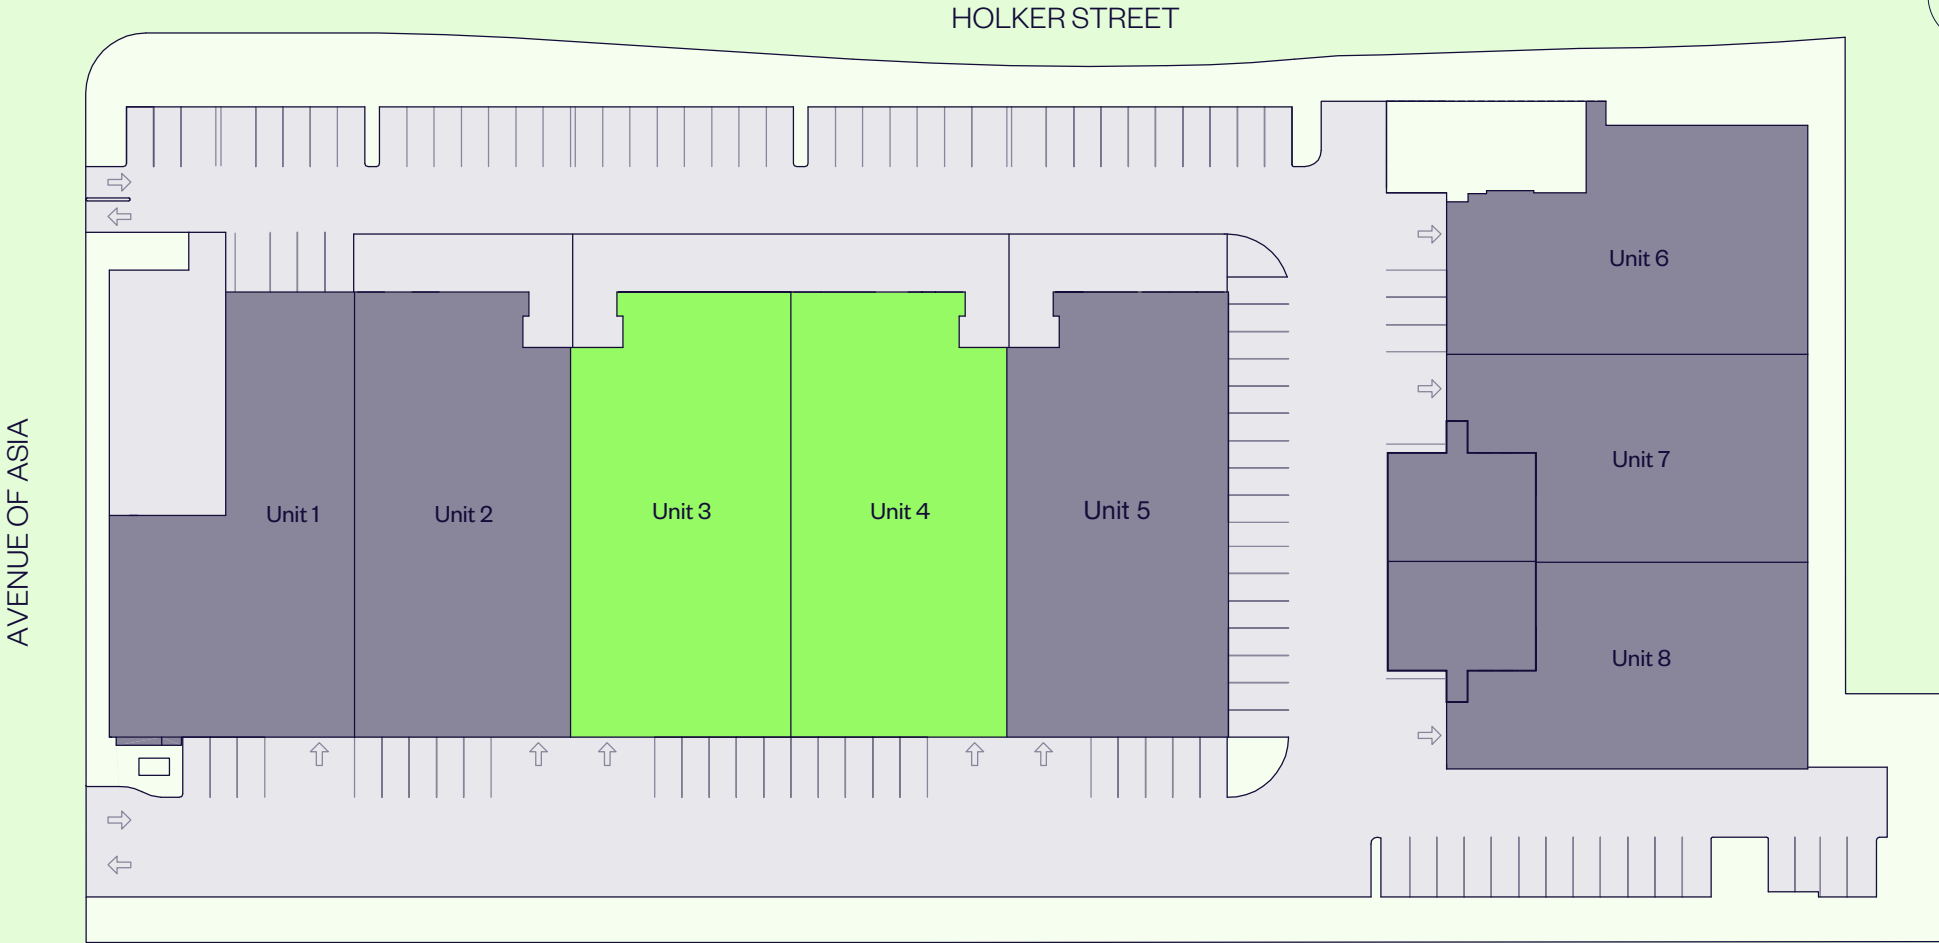 HOLKER STREET
AVENUE OF ASIA
Unit 1
Unit 2
Unit 3
Unit 4
Unit 5
Unit 6
Unit 7
Unit 8